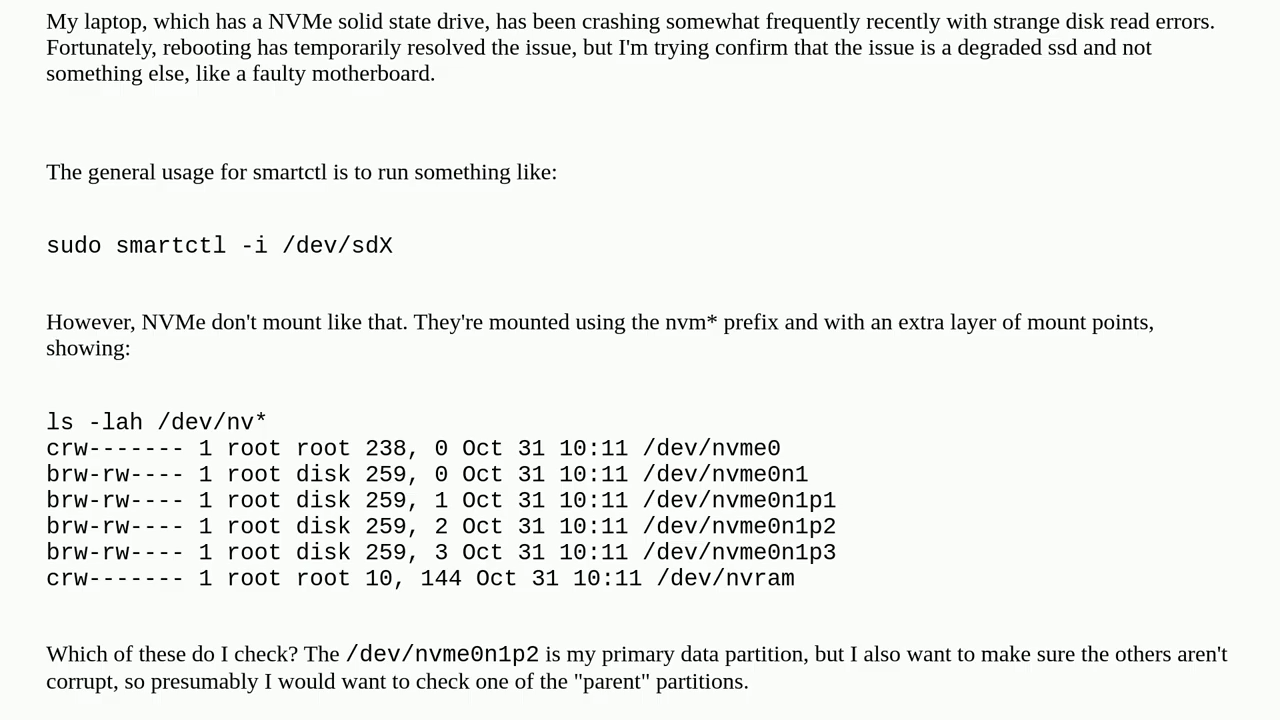 My laptop, which has a NVMe solid state drive, has been crashing somewhat frequently recently with strange disk read errors.
Fortunately, rebooting has temporarily resolved the issue, but I'm trying confirm that the issue is a degraded ssd and not
something else, like a faulty motherboard.
The general usage for smartctl is to run something like:
sudo smartctl -i /dev/sdX
However, NVMe don't mount like that. They're mounted using the nvm* prefix and with an extra layer of mount points,
showing:
ls -lah /dev/nv*
crw------- 1 root root 238, 0 Oct 31 10:11 /dev/nvme0
brw-rw---- 1 root disk 259, 0 Oct 31 10:11 /dev/nvme0n1
brw-rw---- 1 root disk 259, 1 Oct 31 10:11 /dev/nvme0n1p1
brw-rw---- 1 root disk 259, 2 Oct 31 10:11 /dev/nvme0n1p2
brw-rw---- 1 root disk 259, 3 Oct 31 10:11 /dev/nvme0n1p3
crw------- 1 root root 10, 144 Oct 31 10:11 /dev/nvram
Which of these do I check? The /dev/nvme0n1p2 is my primary data partition, but I also want to make sure the others aren't
corrupt, so presumably I would want to check one of the "parent" partitions.